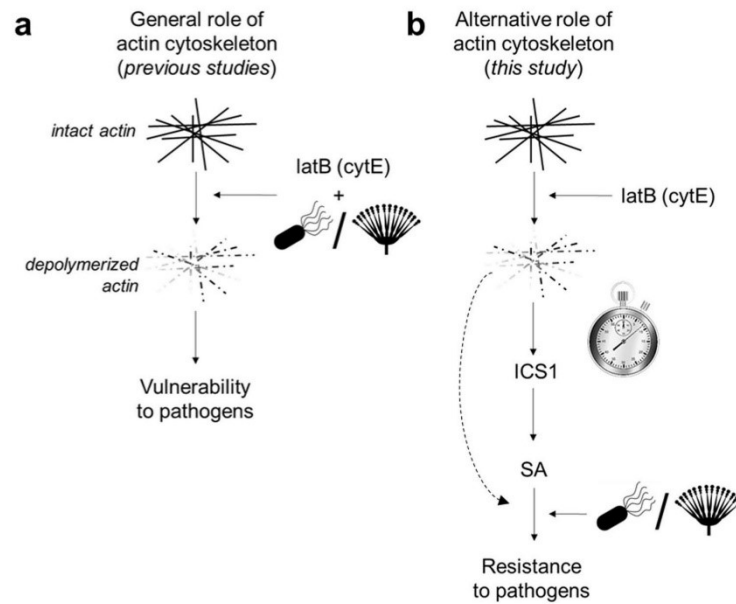 a
General role of
actin cytoskeleton
(previous studies)
intact actin
latB (cytE)
+
/
depolymerized
actin
Vulnerability
to pathogens
b
Alternative role of
actin cytoskeleton
(this study)
latB (cytE)
ICS1
SA
/
Resistance
to pathogens